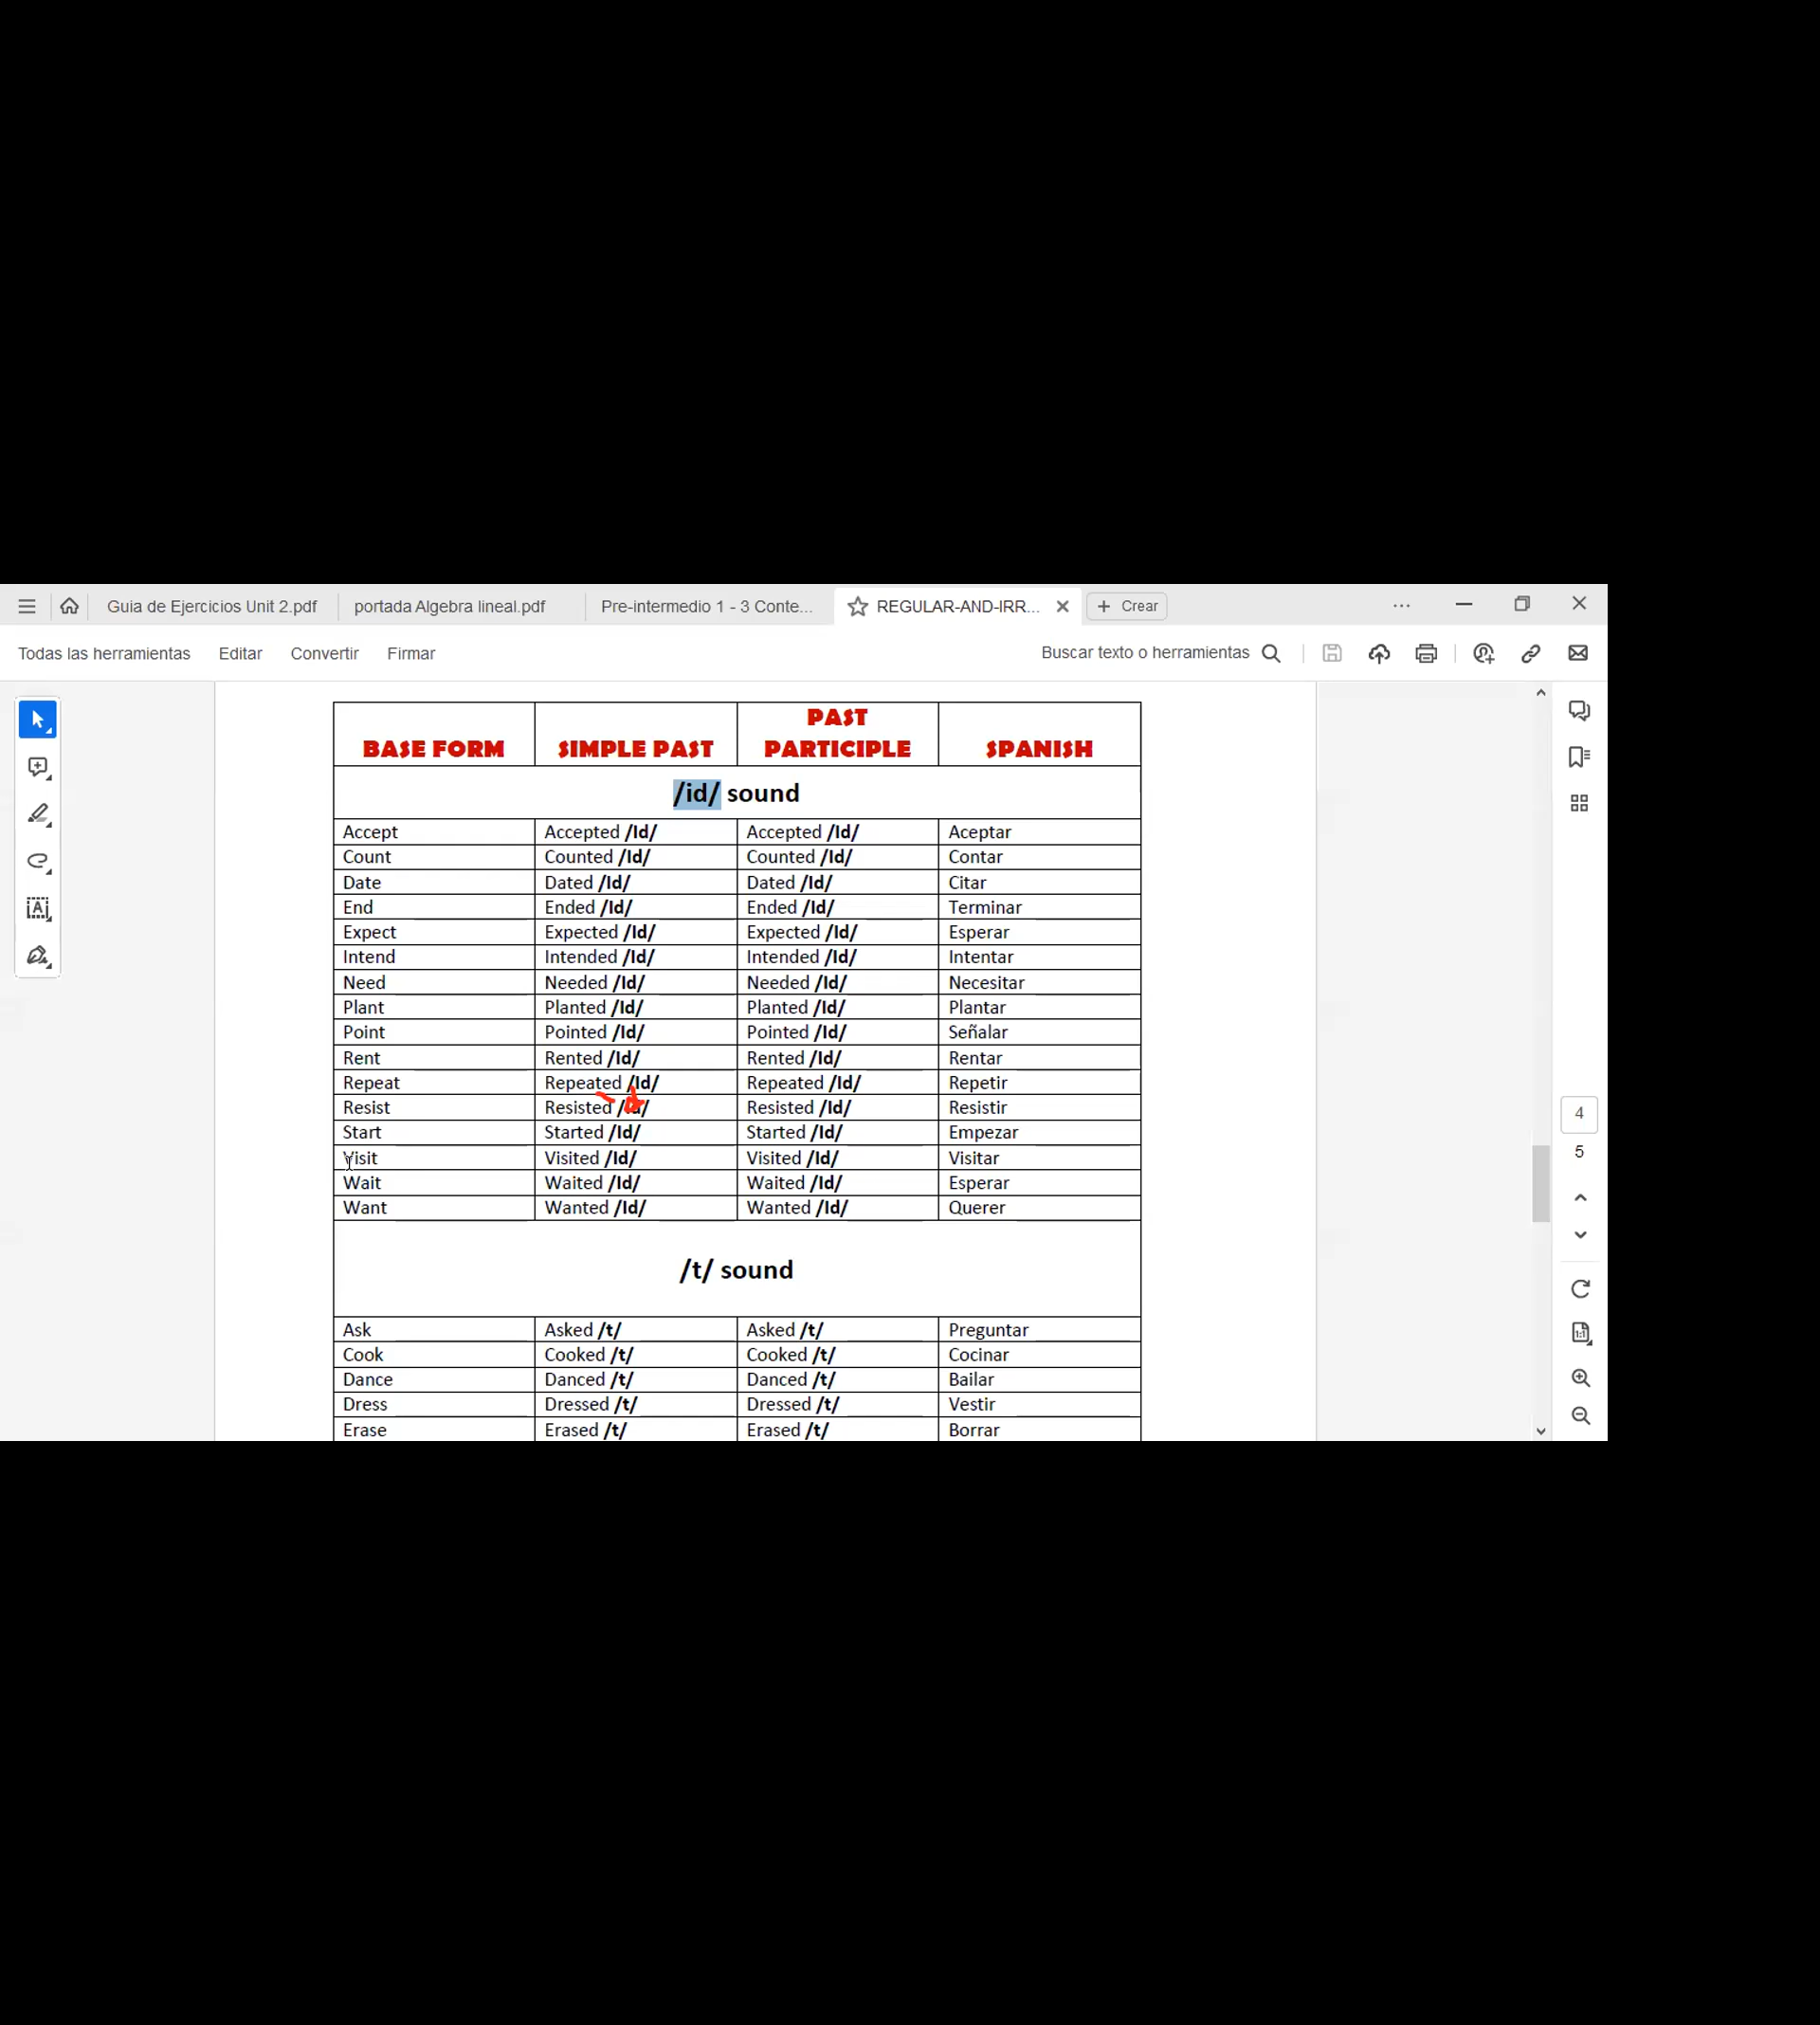 Guia de Ejercicios Unit 2.pdf portada Algebra lineal.pdf Pre-intermedio 1 - 3 Conte... REGULAR-AND-IRR... Crear
Todas las herramientas Editar Convertir Firmar Buscar texto o herramientas
BASE FORM SIMPLE PAST PAST PARTICIPLE SPANISH
/id/ sound
Accept Accepted /Id/ Accepted /Id/ Aceptar
Count Counted /Id/ Counted /Id/ Contar
Date Dated /Id/ Dated /Id/ Citar
End Ended /Id/ Ended /Id/ Terminar
Expect Expected /Id/ Expected /Id/ Esperar
Intend Intended /Id/ Intended /Id/ Intentar
Need Needed /Id/ Needed /Id/ Necesitar
Plant Planted /Id/ Planted /Id/ Plantar
Point Pointed /Id/ Pointed /Id/ Señalar
Rent Rented /Id/ Rented /Id/ Rentar
Repeat Repeated /Id/ Repeated /Id/ Repetir
Resist Resisted /Id/ Resisted /Id/ Resistir
Start Started /Id/ Started /Id/ Empezar
Visit Visited /Id/ Visited /Id/ Visitar
Wait Waited /Id/ Waited /Id/ Esperar
Want Wanted /Id/ Wanted /Id/ Querer
/t/ sound
Ask Asked /t/ Asked /t/ Preguntar
Cook Cooked /t/ Cooked /t/ Cocinar
Dance Danced /t/ Danced /t/ Bailar
Dress Dressed /t/ Dressed /t/ Vestir
Erase Erased /t/ Erased /t/ Borrar
4
5